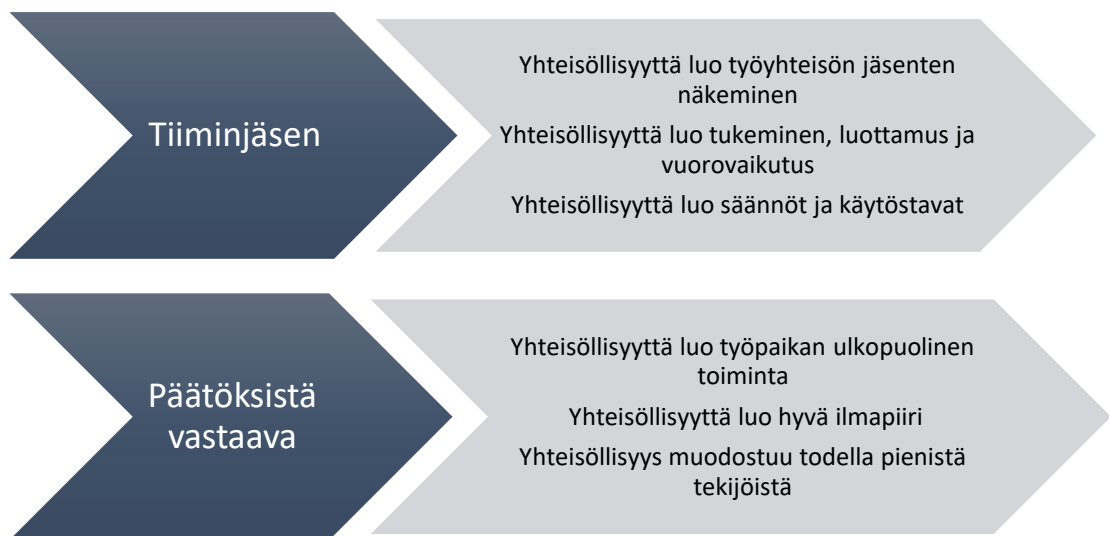 Tiiminjäsen
Yhteisöllisyyttä luo työyhteisön jäsenten
näkeminen
Yhteisöllisyyttä luo tukeminen, luottamus ja
vuorovaikutus
Yhteisöllisyyttä luo säännöt ja käytöstavat
Päätöksistä
vastaava
Yhteisöllisyyttä luo työpaikan ulkopuolinen
toiminta
Yhteisöllisyyttä luo hyvä ilmapiiri
Yhteisöllisyys muodostuu todella pienistä
tekijöistä